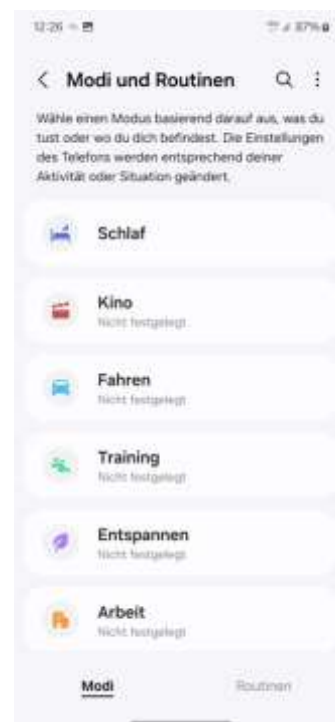 12:26
87%
Modi und Routinen
Wähle einen Modus basierend darauf aus, was du
tust oder wo du dich befindest. Die Einstellungen
des Telefons werden entsprechend deiner
Aktivität oder Situation geändert.
Schlaf
Kino
Nicht festgelegt
Fahren
Nicht festgelegt
Training
Nicht festgelegt
Entspannen
Nicht festgelegt
Arbeit
Nicht festgelegt
Modi
Routinen